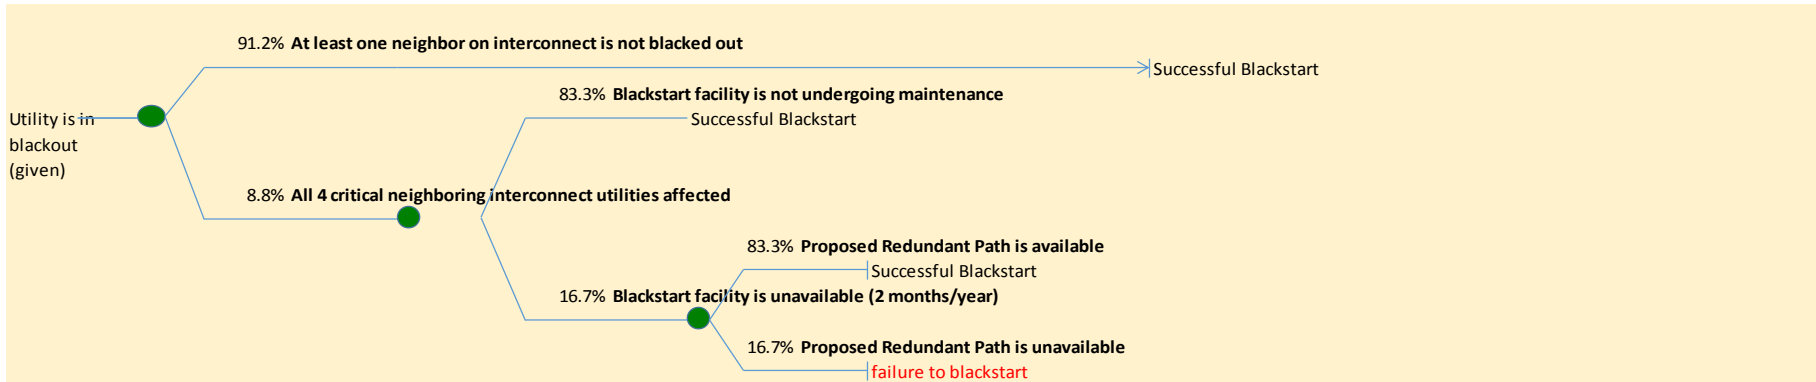 91.2% At least one neighbor on interconnect is not blacked out
Successful Blackstart
83.3% Blackstart facility is not undergoing maintenance
Successful Blackstart
Utility is in
blackout
(given)
8.8% All 4 critical neighboring interconnect utilities affected
83.3% Proposed Redundant Path is available
Successful Blackstart
16.7% Blackstart facility is unavailable (2 months/year)
16.7% Proposed Redundant Path is unavailable
failure to blackstart